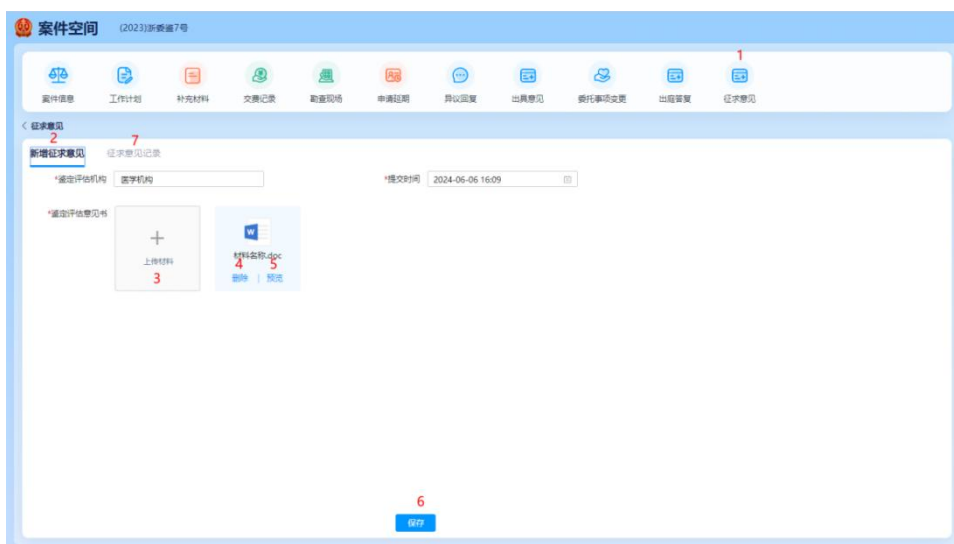 案件空间 (2023)浙委鉴7号
1
案件信息 工作计划 补充材料 交费记录 勘查现场 申请延期 异议回复 出具意见 委托事项变更 出庭答复 征求意见
< 征求意见
2 7
新增征求意见 征求意见记录
*鉴定评估机构 医学机构 *提交时间 2024-06-06 16:09
*鉴定评估意见书
+ W
上传材料 材料名称.doc
3 4 5
删除 | 预览
6
保存